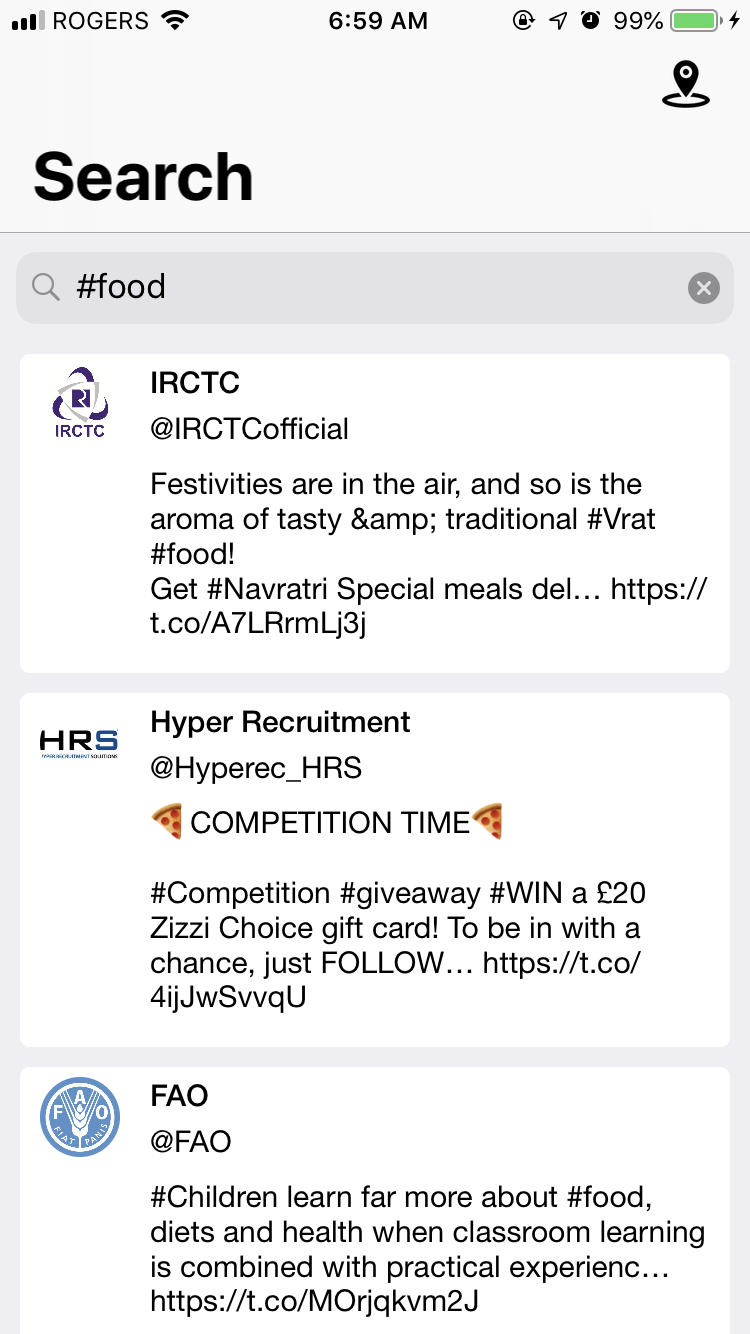 ROGERS 6:59 AM 99%
Search
#food
IRCTC
IRCTC
@IRCTCofficial
Festivities are in the air, and so is the
aroma of tasty &amp; traditional #Vrat
#food!
Get #Navratri Special meals del… https://
t.co/A7LRrmLj3j
HRS
HYPER RECRUITMENT SOLUTIONS
Hyper Recruitment
@Hyperec_HRS
🍕COMPETITION TIME🍕
#Competition #giveaway #WIN a £20
Zizzi Choice gift card! To be in with a
chance, just FOLLOW… https://t.co/
4ijJwSvvqU
F A O
FIAT PANIS
FAO
@FAO
#Children learn far more about #food,
diets and health when classroom learning
is combined with practical experienc…
https://t.co/MOrjqkvm2J